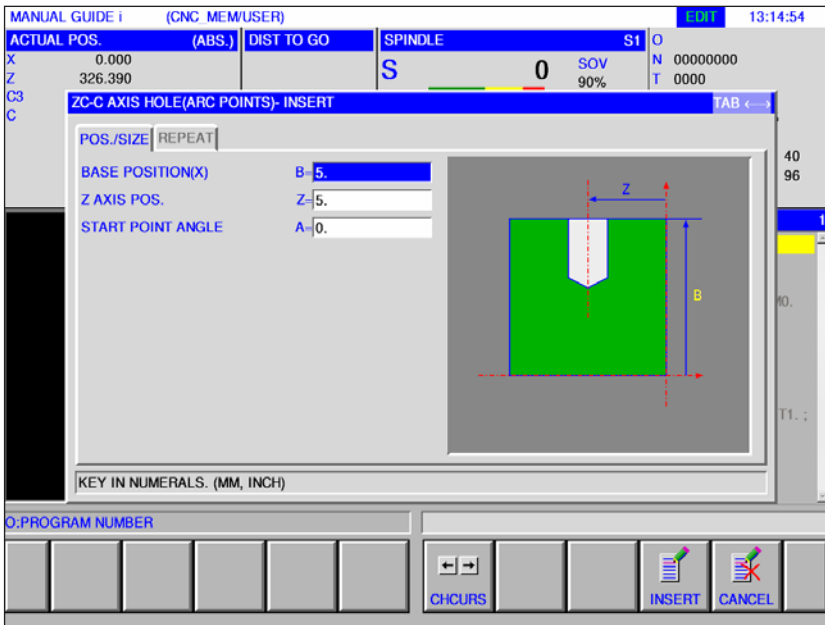 MANUAL GUIDE i (CNC_MEM/USER) EDIT 13:14:54
ACTUAL POS. (ABS.) DIST TO GO SPINDLE S1 O
X 0.000 S 0 SOV N 00000000
Z 326.390 90% T 0000
C3
C
ZC-C AXIS HOLE(ARC POINTS)- INSERT TAB ←→
POS./SIZE REPEAT
40
BASE POSITION(X) B=5.
96
Z AXIS POS. Z=5.
START POINT ANGLE A=0.
Z
B
1
M0.
T1. ;
KEY IN NUMERALS. (MM, INCH)
O:PROGRAM NUMBER
CHCURS INSERT CANCEL